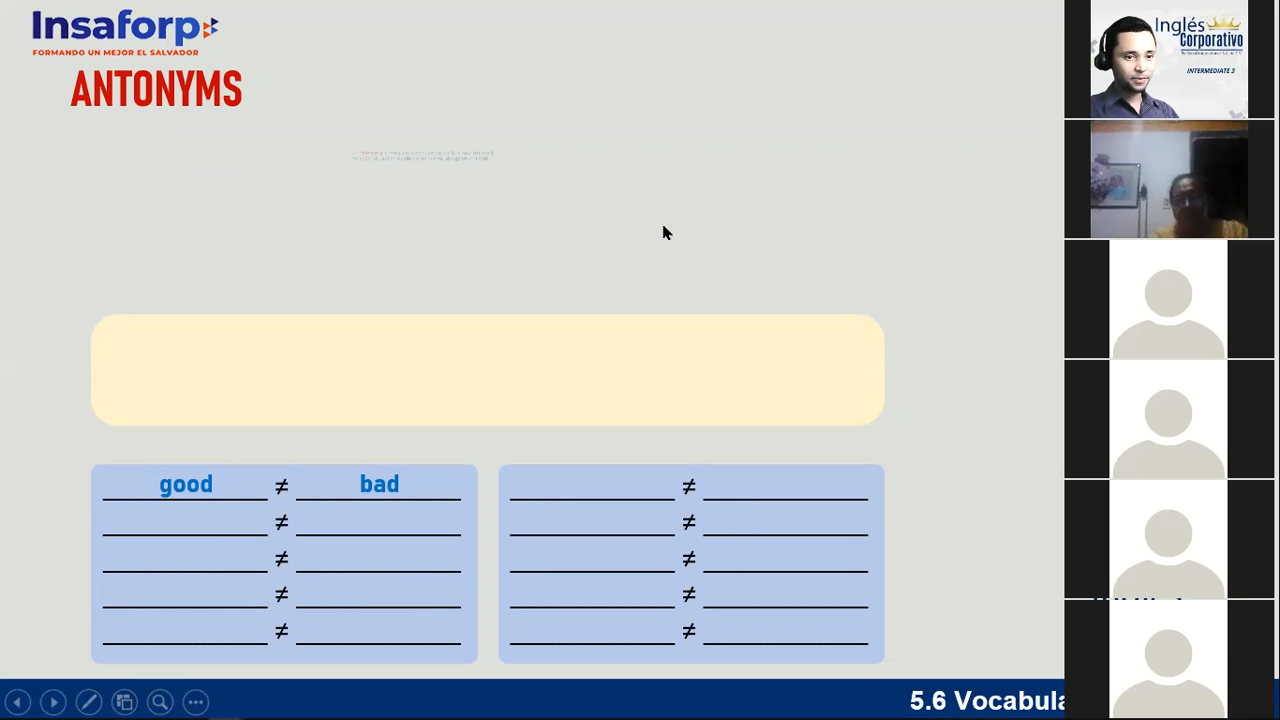 Insaforp
FORMANDO UN MEJOR EL SALVADOR
ANTONYMS
good ≠ bad
≠
≠
≠
≠
≠
≠
≠
≠
≠
5.6 Vocabula
Inglés
Corporativo
INTERMEDIATE 3